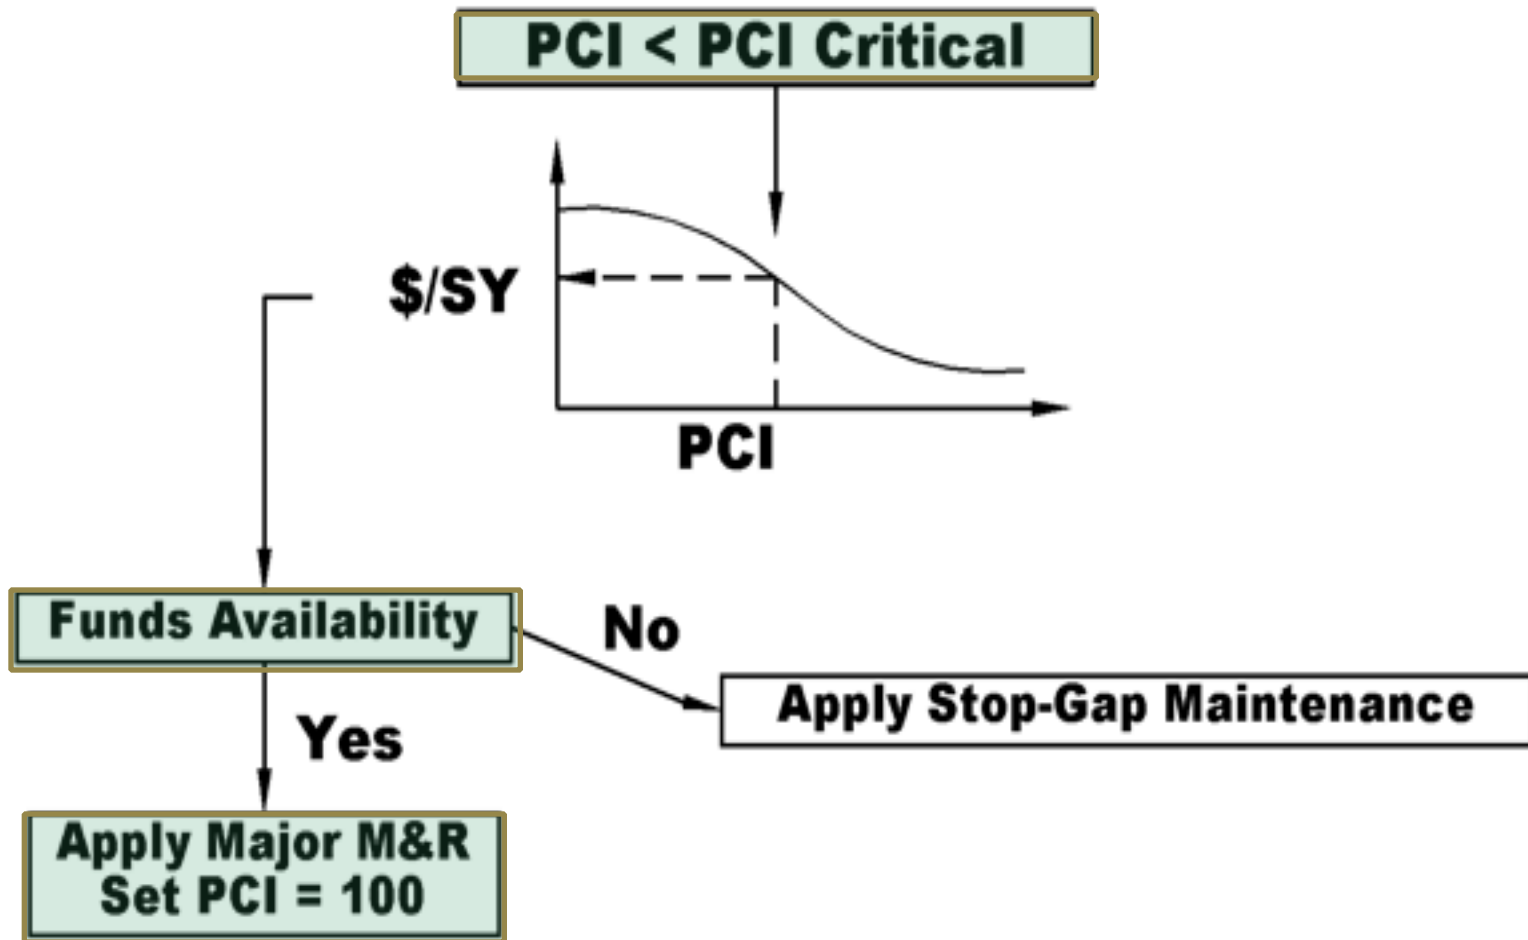 PCI < PCI Critical
$/SY
PCI
Funds Availability
No
Apply Stop-Gap Maintenance
Yes
Apply Major M&R
Set PCI = 100